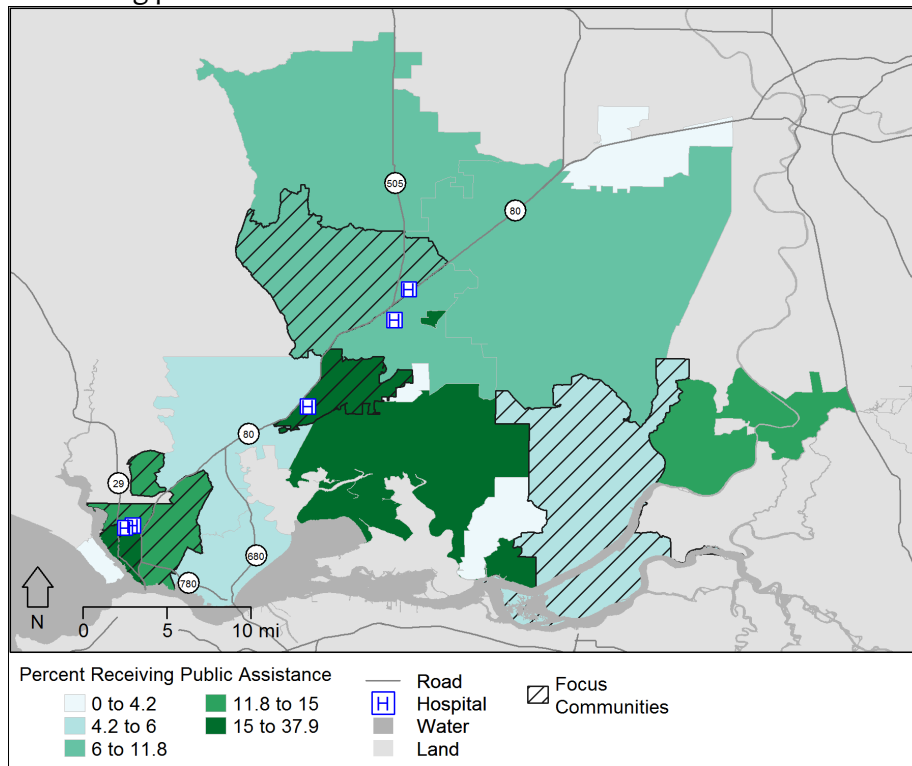 505
80
H
H
H
80
29
H H
680
780
N
0 5 10 mi
Percent Receiving Public Assistance
0 to 4.2
4.2 to 6
6 to 11.8
11.8 to 15
15 to 37.9
Road
H Hospital
Water
Land
Focus
Communities